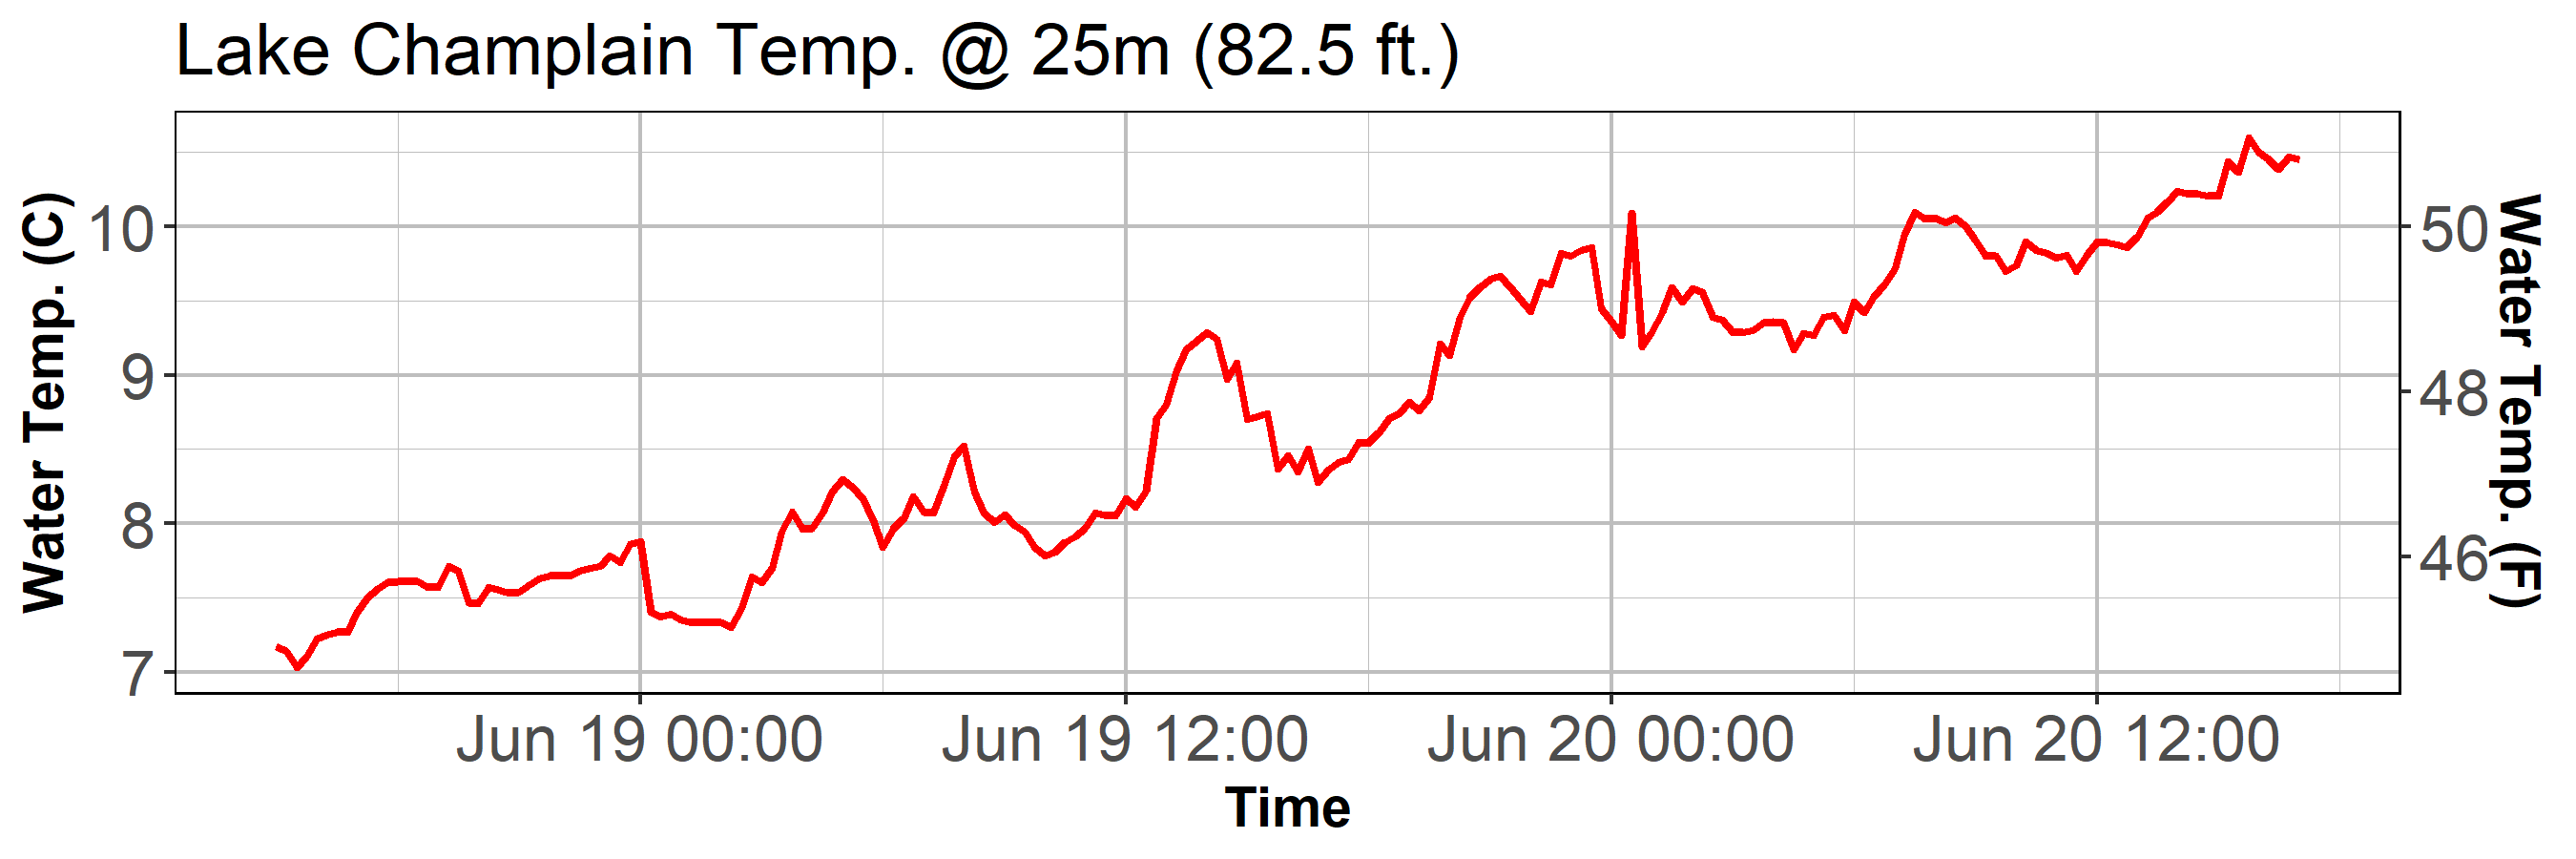 Lake Champlain Temp. @ 25m (82.5 ft.)
Water Temp. (C)
10
9
8
7
50
48
46
Water Temp. (F)
Jun 19 00:00 Jun 19 12:00 Jun 20 00:00 Jun 20 12:00
Time